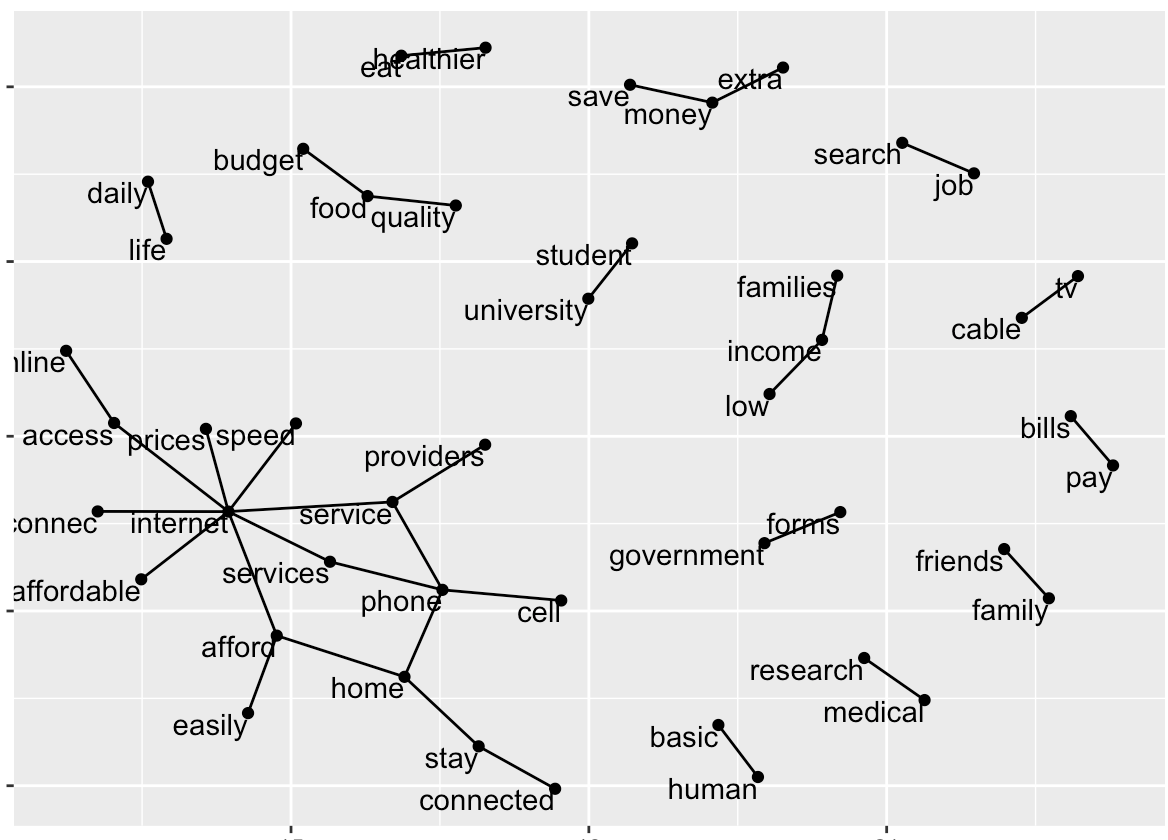 eat
healthier
save
money
extra
budget
search
job
daily
life
food
quality
student
university
families
income
low
tv
cable
nline
access
prices
speed
providers
bills
pay
connec
internet
service
forms
government
friends
family
affordable
services
phone
cell
afford
home
research
medical
easily
stay
basic
human
connected